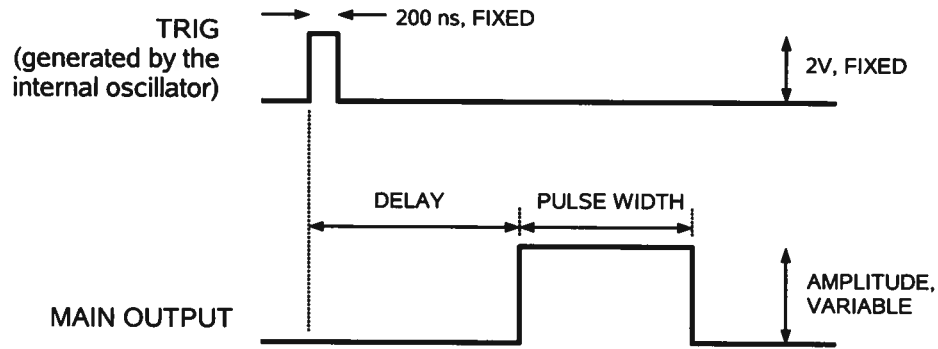 TRIG
(generated by the
internal oscillator)
200 ns, FIXED
2V, FIXED
DELAY
PULSE WIDTH
MAIN OUTPUT
AMPLITUDE,
VARIABLE